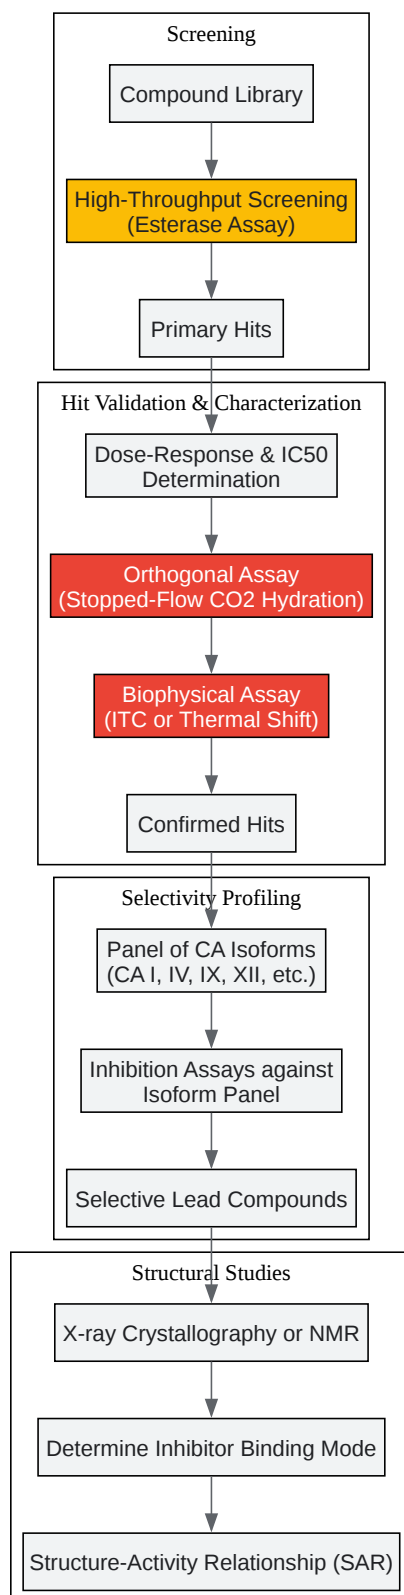 Screening
Compound Library
High-Throughput Screening
(Esterase Assay)
Primary Hits
Hit Validation & Characterization
Dose-Response & IC50
Determination
Orthogonal Assay
(Stopped-Flow CO2 Hydration)
Biophysical Assay
(ITC or Thermal Shift)
Confirmed Hits
Selectivity Profiling
Panel of CA Isoforms
(CA I, IV, IX, XII, etc.)
Inhibition Assays against
Isoform Panel
Selective Lead Compounds
Structural Studies
X-ray Crystallography or NMR
Determine Inhibitor Binding Mode
Structure-Activity Relationship (SAR)